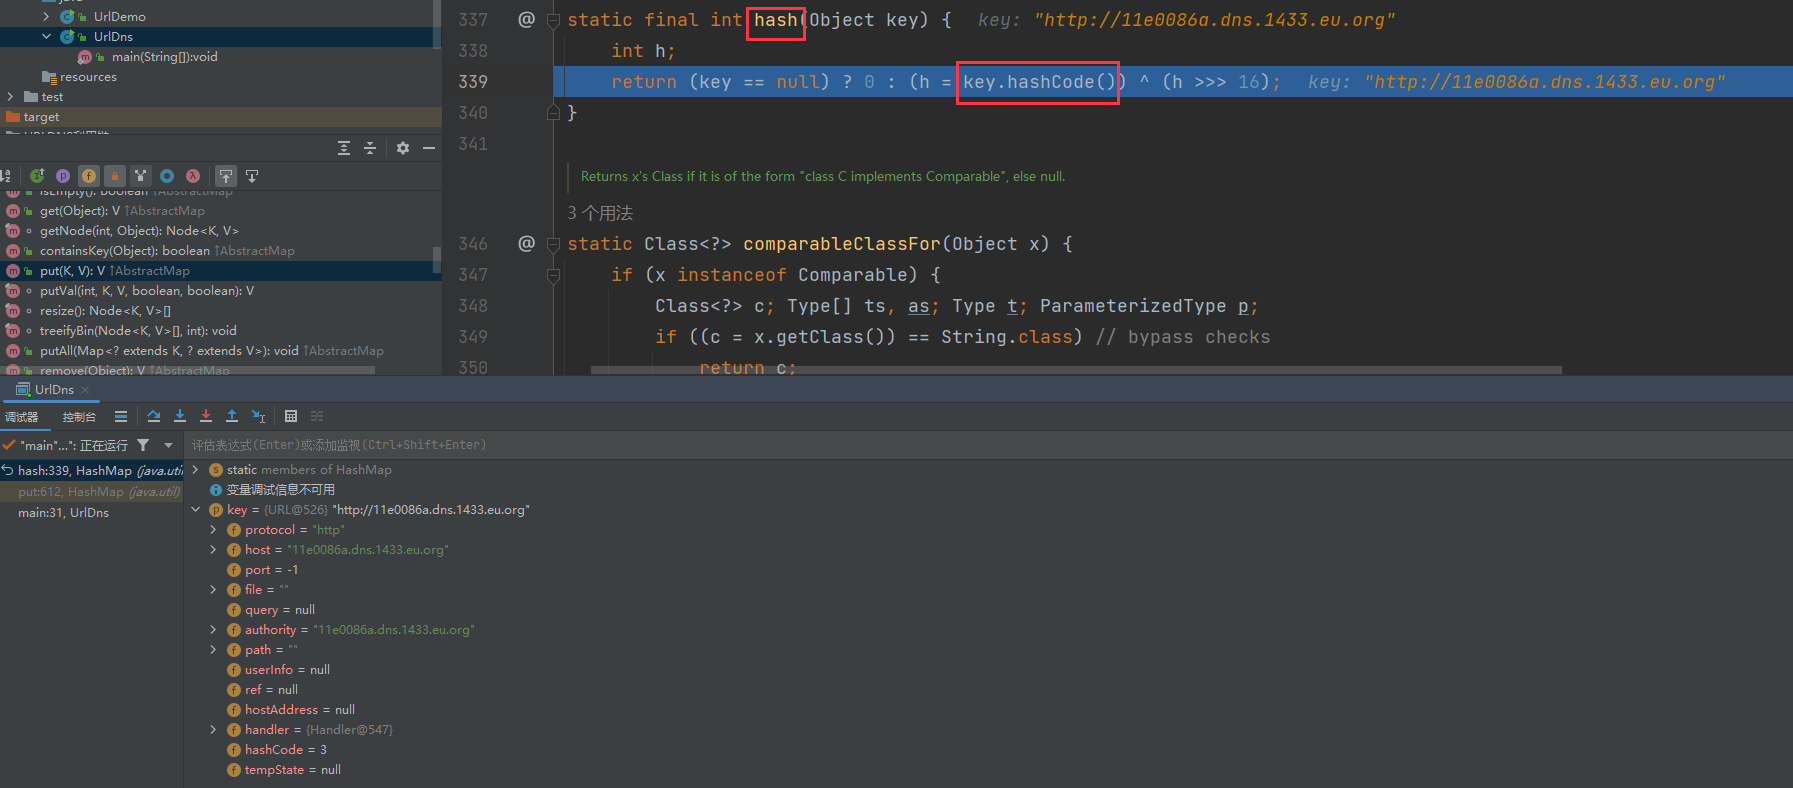 java
UrlDemo
UrlDns
main(String[]):void
resources
test
target
isEmpty(): boolean ↑AbstractMap
get(Object): V ↑AbstractMap
getNode(int, Object): Node<K, V>
containsKey(Object): boolean ↑AbstractMap
put(K, V): V ↑AbstractMap
putVal(int, K, V, boolean, boolean): V
resize(): Node<K, V>[]
treeifyBin(Node<K, V>[], int): void
putAll(Map<? extends K, ? extends V>): void ↑AbstractMap
remove(Object): V ↑AbstractMap
337 @ static final int hash(Object key) { key: "http://11e0086a.dns.1433.eu.org"
338 int h;
339 return (key == null) ? 0 : (h = key.hashCode()) ^ (h >>> 16); key: "http://11e0086a.dns.1433.eu.org"
340 }
341
Returns x's Class if it is of the form "class C implements Comparable", else null.
3 个用法
346 @ static Class<?> comparableClassFor(Object x) {
347 if (x instanceof Comparable) {
348 Class<?> c; Type[] ts, as; Type t; ParameterizedType p;
349 if ((c = x.getClass()) == String.class) // bypass checks
350 return c;
UrlDns
调试器 控制台
"main"...": 正在运行
评估表达式(Enter)或添加监视(Ctrl+Shift+Enter)
hash:339, HashMap (java.util
put:612, HashMap (java.util)
main:31, UrlDns
static members of HashMap
变量调试信息不可用
key = {URL@526} "http://11e0086a.dns.1433.eu.org"
protocol = "http"
host = "11e0086a.dns.1433.eu.org"
port = -1
file = ""
query = null
authority = "11e0086a.dns.1433.eu.org"
path = ""
userInfo = null
ref = null
hostAddress = null
handler = {Handler@547}
hashCode = 3
tempState = null